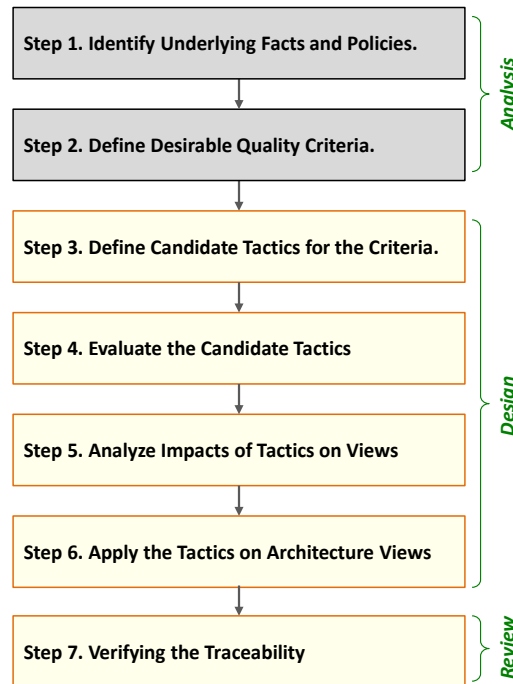 Step 1. Identify Underlying Facts and Policies.
Step 2. Define Desirable Quality Criteria.
Analysis
Step 3. Define Candidate Tactics for the Criteria.
Step 4. Evaluate the Candidate Tactics
Step 5. Analyze Impacts of Tactics on Views
Step 6. Apply the Tactics on Architecture Views
Design
Step 7. Verifying the Traceability
Review